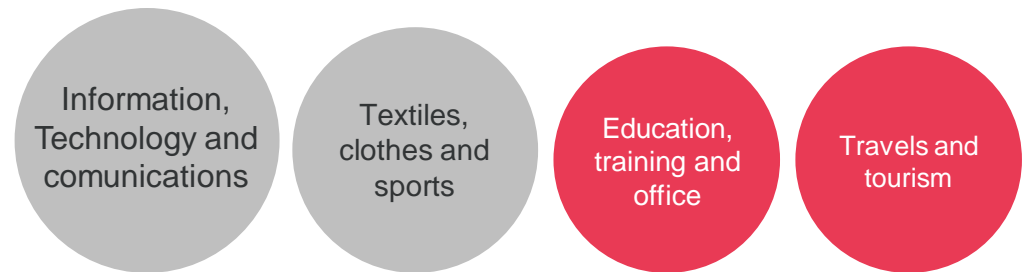 Information,
Technology and
comunications
Textiles,
clothes and
sports
Education,
training and
office
Travels and
tourism